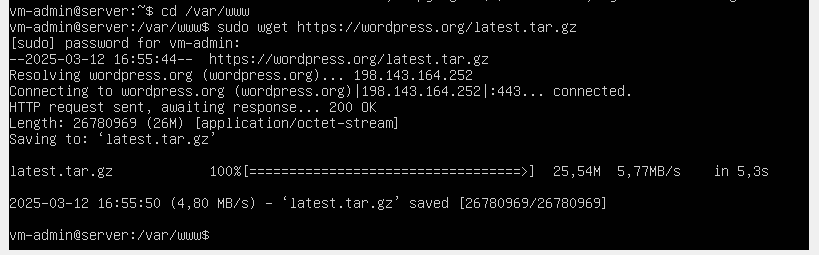 vm-admin@server:~$ cd /var/www
vm-admin@server:/var/www$ sudo wget https://wordpress.org/latest.tar.gz
[sudo] password for vm-admin:
--2025-03-12 16:55:44--  https://wordpress.org/latest.tar.gz
Resolving wordpress.org (wordpress.org)... 198.143.164.252
Connecting to wordpress.org (wordpress.org)|198.143.164.252|:443... connected.
HTTP request sent, awaiting response... 200 OK
Length: 26780969 (26M) [application/octet-stream]
Saving to: ‘latest.tar.gz’
latest.tar.gz            100%[==================================>]  25,54M  5,77MB/s    in 5,3s
2025-03-12 16:55:50 (4,80 MB/s) – ‘latest.tar.gz’ saved [26780969/26780969]
vm-admin@server:/var/www$